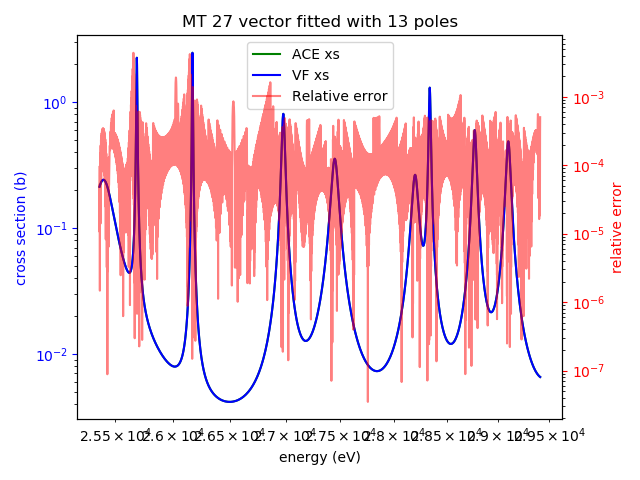 MT 27 vector fitted with 13 poles
ACE xs
VF xs
Relative error
cross section (b)
10⁰
10⁻¹
10⁻²
10⁻³
10⁻⁴
10⁻⁵
10⁻⁶
10⁻⁷
relative error
2.55 × 10⁴ 2.6 × 10⁴ 2.65 × 10⁴ 2.7 × 10⁴ 2.75 × 10⁴ 2.8 × 10⁴ 2.85 × 10⁴ 2.9 × 10⁴ 2.95 × 10⁴
energy (eV)